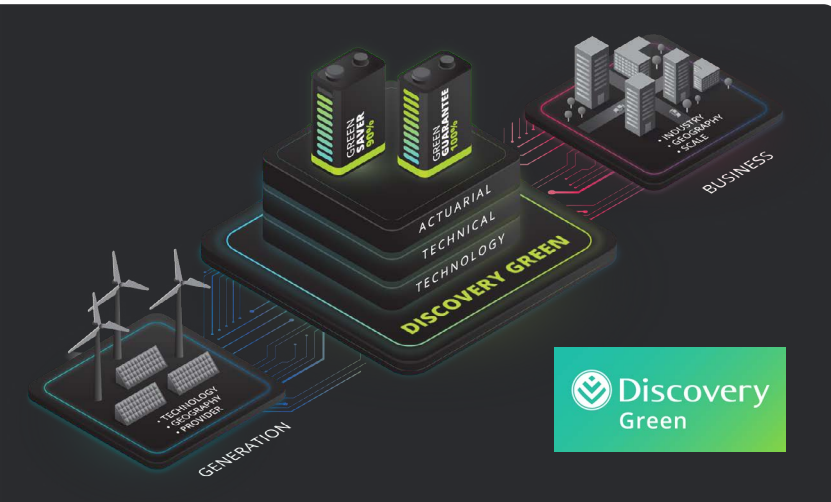 GREEN
SAVER
90%
GREEN
GUARANTEE
100%
• INDUSTRY
• GEOGRAPHY
• SCALE
BUSINESS
ACTUARIAL
TECHNICAL
TECHNOLOGY
DISCOVERY GREEN
• TECHNOLOGY
• GEOGRAPHY
• PROVIDER
GENERATION
Discovery
Green